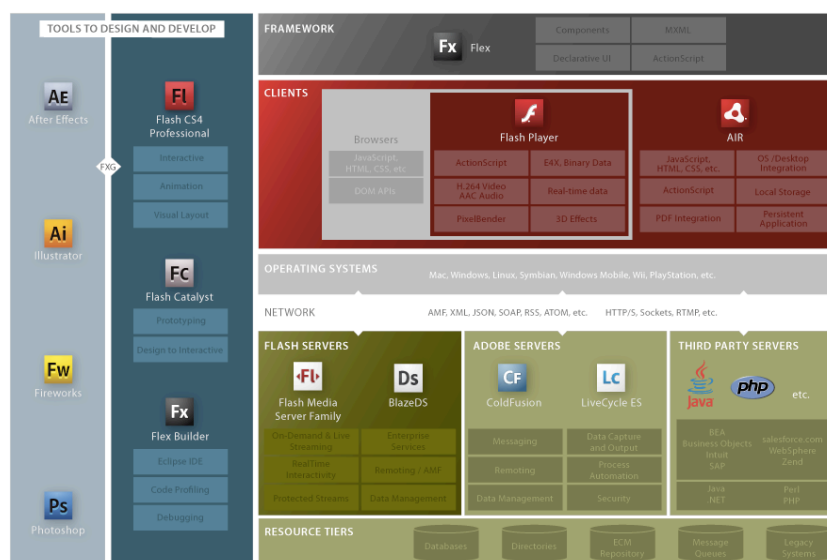 TOOLS TO DESIGN AND DEVELOP
AE
After Effects
FXG
Ai
Illustrator
Fw
Fireworks
Ps
Photoshop
Fl
Flash CS4
Professional
Interactive
Animation
Visual Layout
Fc
Flash Catalyst
Prototyping
Design to Interactive
Fx
Flex Builder
Eclipse IDE
Code Profiling
Debugging
FRAMEWORK
Fx
Flex
Components
MXML
Declarative UI
ActionScript
CLIENTS
Browsers
JavaScript,
HTML, CSS, etc
DOM APIs
Flash Player
ActionScript
E4X, Binary Data
H.264 Video
AAC Audio
Real-time data
PixelBender
3D Effects
AIR
JavaScript,
HTML, CSS, etc.
OS /Desktop
Integration
ActionScript
Local Storage
PDF Integration
Persistent
Application
OPERATING SYSTEMS
Mac, Windows, Linux, Symbian, Windows Mobile, Wii, PlayStation, etc.
NETWORK
AMF, XML, JSON, SOAP, RSS, ATOM, etc.
HTTP/S, Sockets, RTMP, etc.
FLASH SERVERS
Fl
Flash Media
Server Family
Ds
BlazeDS
On-Demand & Live
Streaming
Enterprise
Services
RealTime
Interactivity
Remoting / AMF
Protected Streams
Data Management
ADOBE SERVERS
CF
ColdFusion
Lc
LiveCycle ES
Messaging
Data Capture
and Output
Remoting
Process
Automation
Data Management
Security
THIRD PARTY SERVERS
Java
php
etc.
BEA
Business Objects
Intuit
SAP
salesforce.com
WebSphere
Zend
Java
.NET
Perl
PHP
RESOURCE TIERS
Databases
Directories
ECM
Repository
Message
Queues
Legacy
Systems